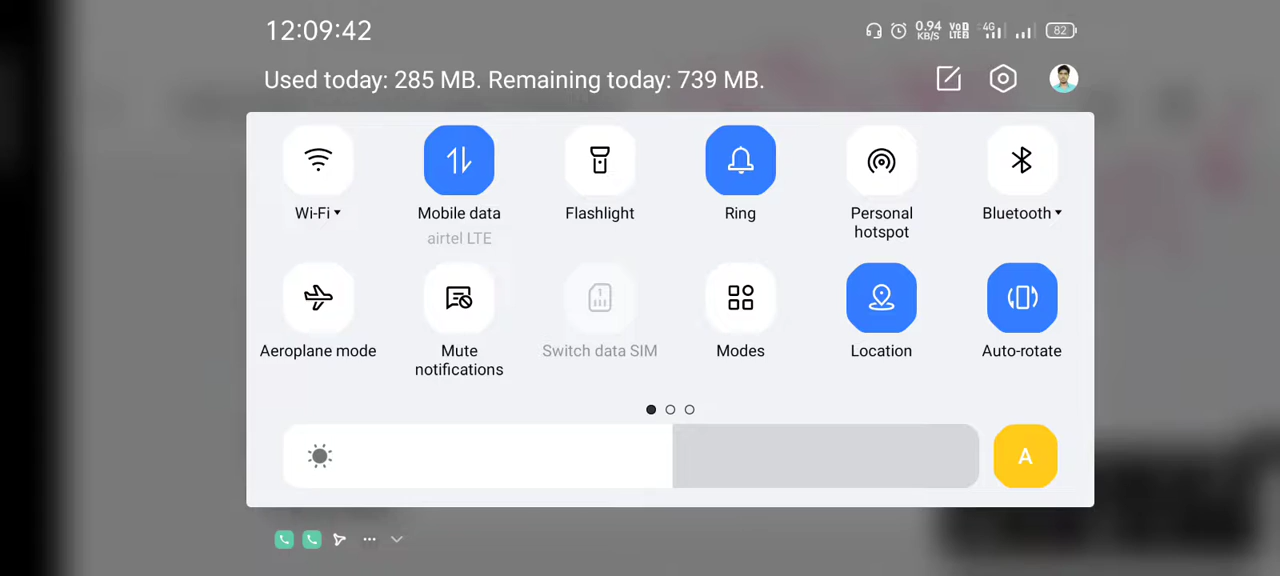 12:09:42 0.94 KB/S VoD LTE2 4G 82
Used today: 285 MB. Remaining today: 739 MB.
Wi-Fi Mobile data Flashlight Ring Personal hotspot Bluetooth
airtel LTE
1
Aeroplane mode Mute notifications Switch data SIM Modes Location Auto-rotate
A